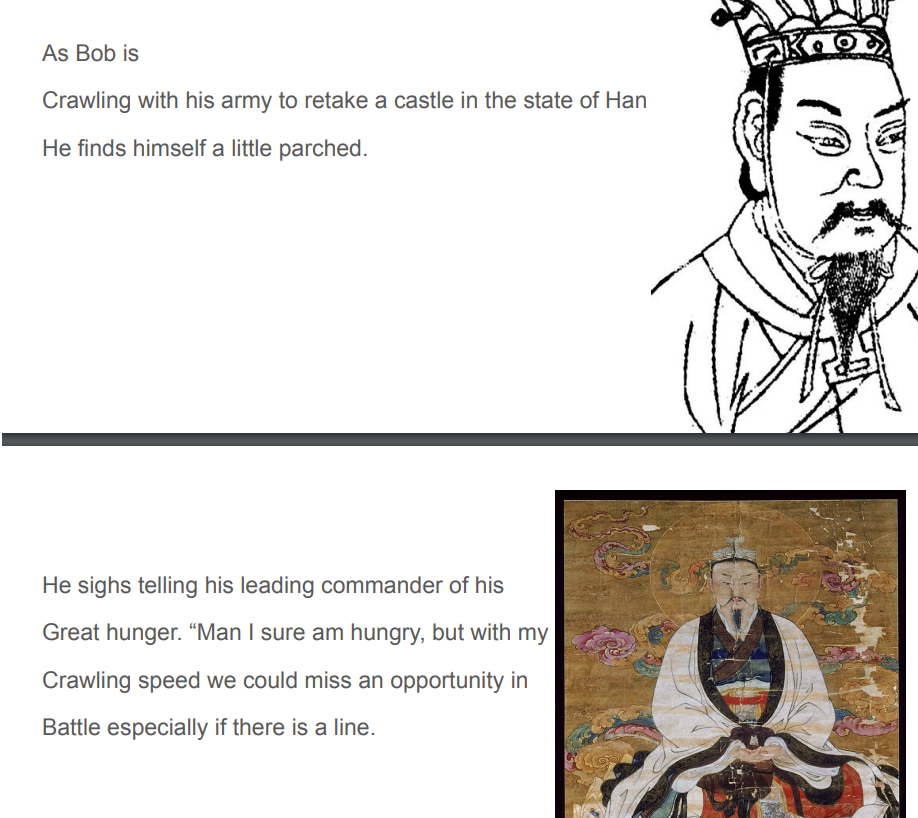 As Bob is
Crawling with his army to retake a castle in the state of Han
He finds himself a little parched.
He sighs telling his leading commander of his
Great hunger. “Man I sure am hungry, but with my
Crawling speed we could miss an opportunity in
Battle especially if there is a line.